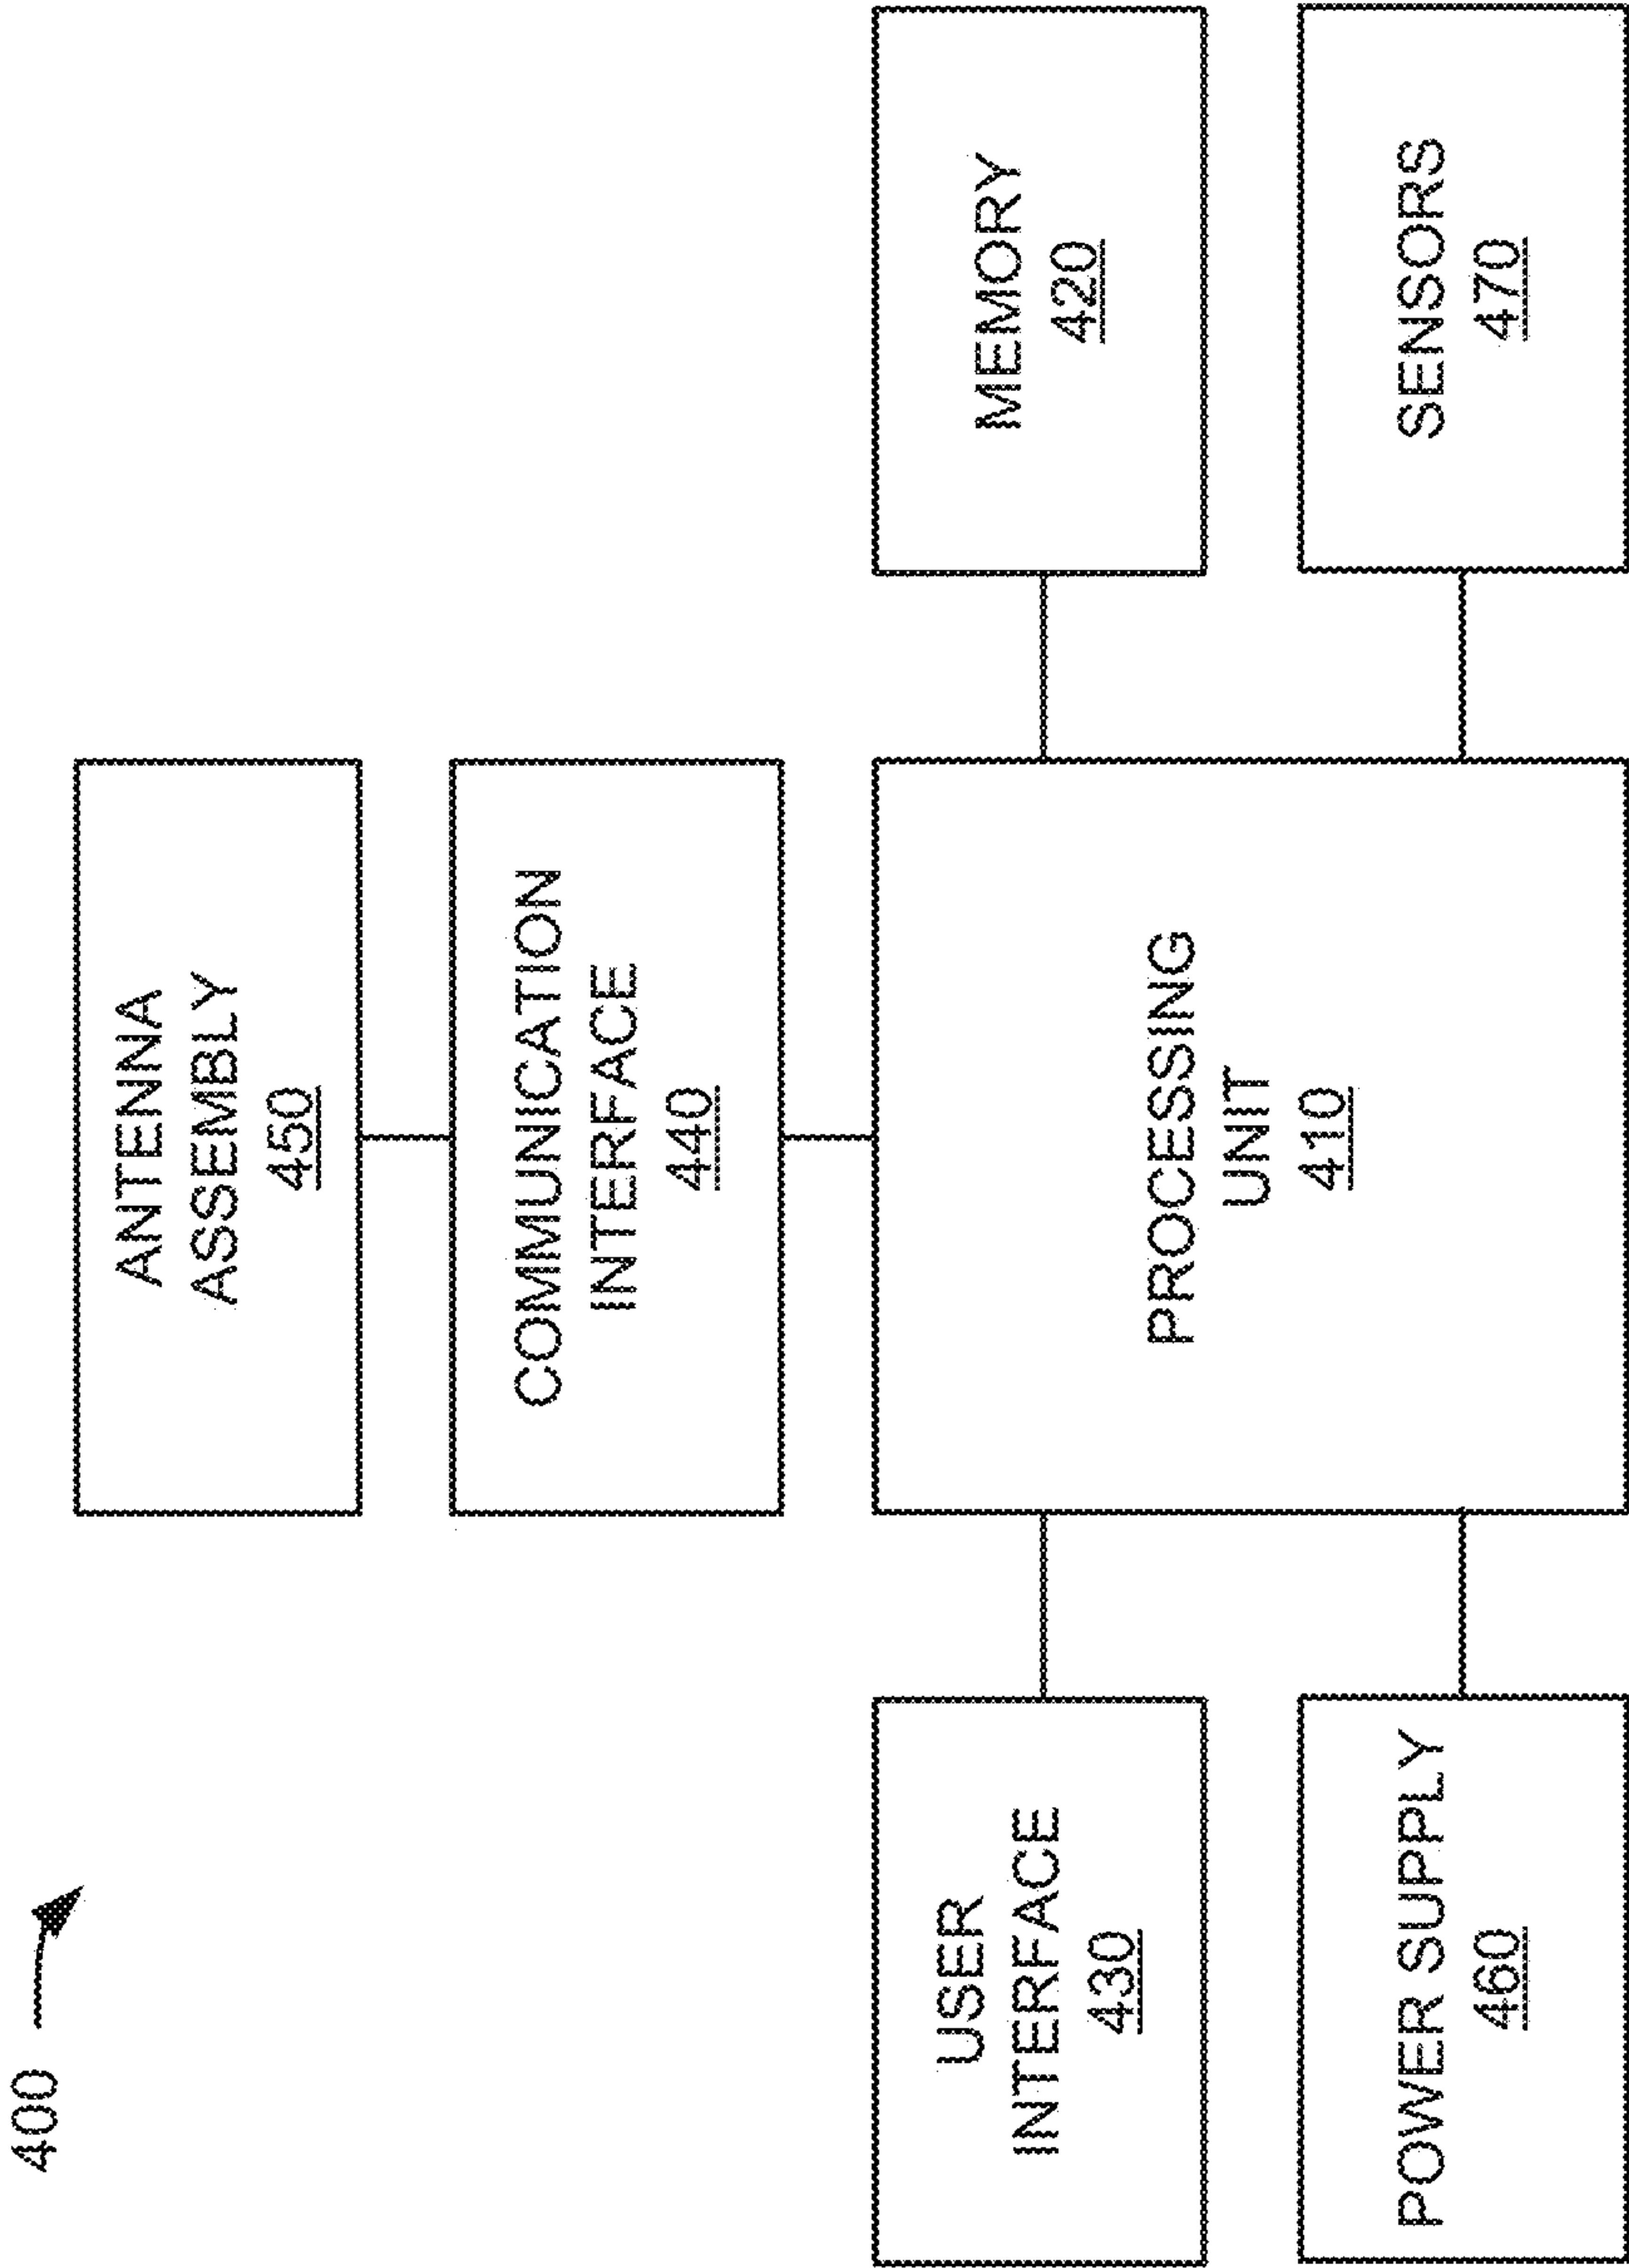 400
ANTENNA
ASSEMBLY
450
COMMUNICATION
INTERFACE
440
USER
INTERFACE
430
PROCESSING
UNIT
410
MEMORY
420
POWER SUPPLY
460
SENSORS
470